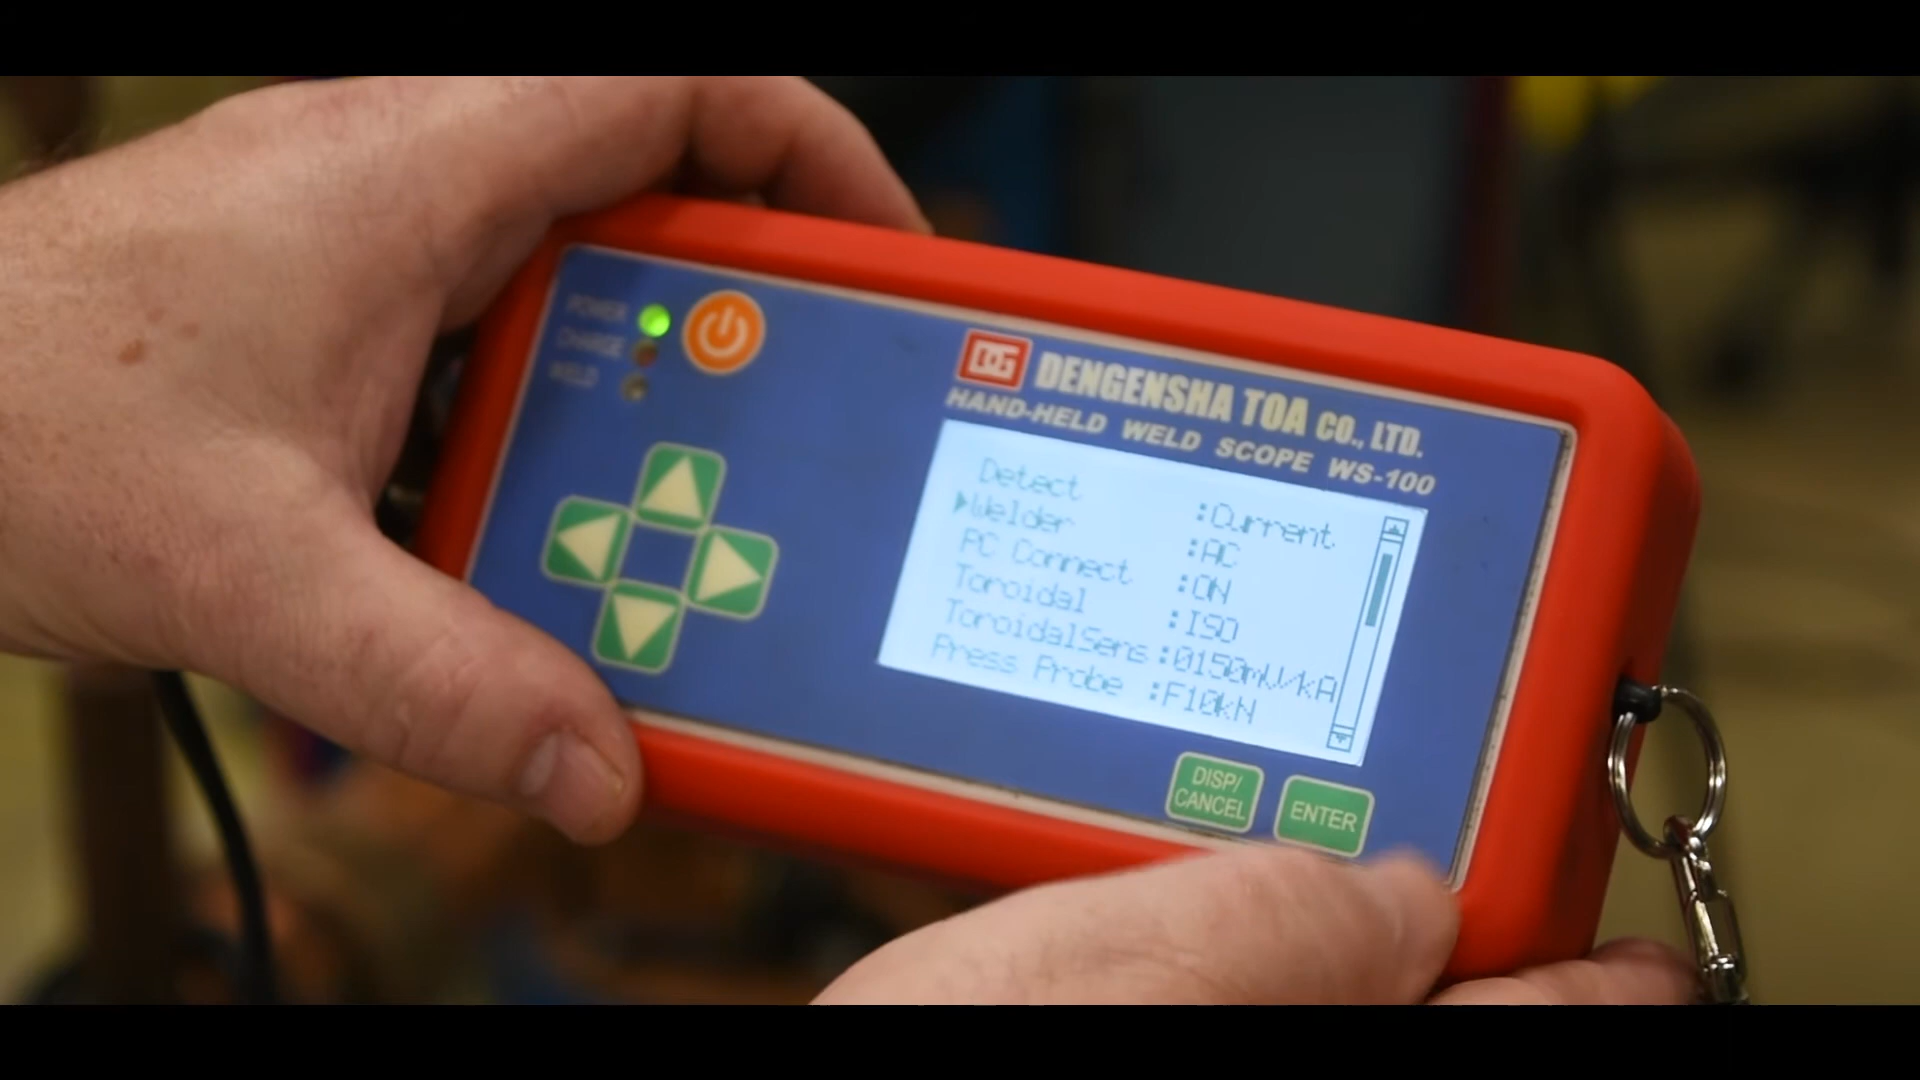 POWER
CHARGE
WELD
DG DENGENSHA TOA CO., LTD.
HAND-HELD WELD SCOPE WS-100
Detect :Current
Welder :AC
PC Connect :ON
Toroidal :ISO
ToroidalSens :0150mV/kA
Press Probe :F10kN
DISP/
CANCEL
ENTER